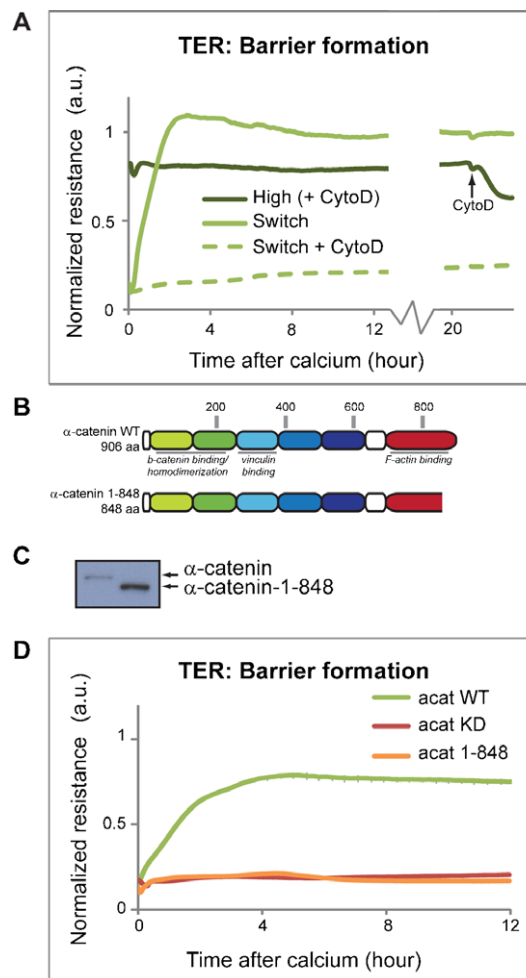 A
TER: Barrier formation
Normalized resistance (a.u.)
1
0.5
0
High (+ CytoD)
Switch
Switch + CytoD
CytoD
0 4 8 12 20
Time after calcium (hour)
B
200 400 600 800
α-catenin WT
906 aa
b-catenin binding/
homodimerization
vinculin
binding
F-actin binding
α-catenin 1-848
848 aa
C
α-catenin
α-catenin-1-848
D
TER: Barrier formation
Normalized resistance (a.u.)
1
0.5
0
acat WT
acat KD
acat 1-848
0 4 8 12
Time after calcium (hour)